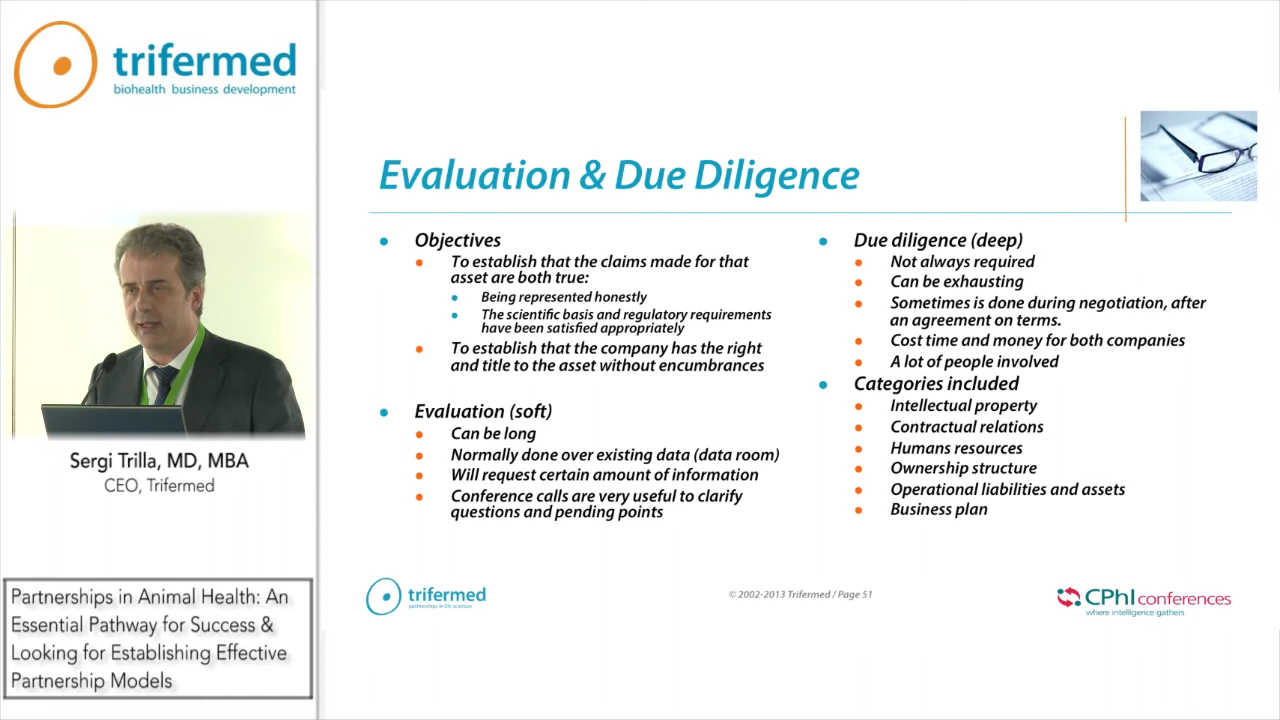 trifermed
biohealth business development
Sergi Trilla, MD, MBA
CEO, Trifermed
Partnerships in Animal Health: An
Essential Pathway for Success &
Looking for Establishing Effective
Partnership Models
Evaluation & Due Diligence
Objectives
To establish that the claims made for that
asset are both true:
Being represented honestly
The scientific basis and regulatory requirements
have been satisfied appropriately
To establish that the company has the right
and title to the asset without encumbrances
Evaluation (soft)
Can be long
Normally done over existing data (data room)
Will request certain amount of information
Conference calls are very useful to clarify
questions and pending points
Due diligence (deep)
Not always required
Can be exhausting
Sometimes is done during negotiation, after
an agreement on terms.
Cost time and money for both companies
A lot of people involved
Categories included
Intellectual property
Contractual relations
Humans resources
Ownership structure
Operational liabilities and assets
Business plan
trifermed
partnerships in life sciences
© 2002-2013 Trifermed / Page 51
CPhI conferences
where intelligence gathers